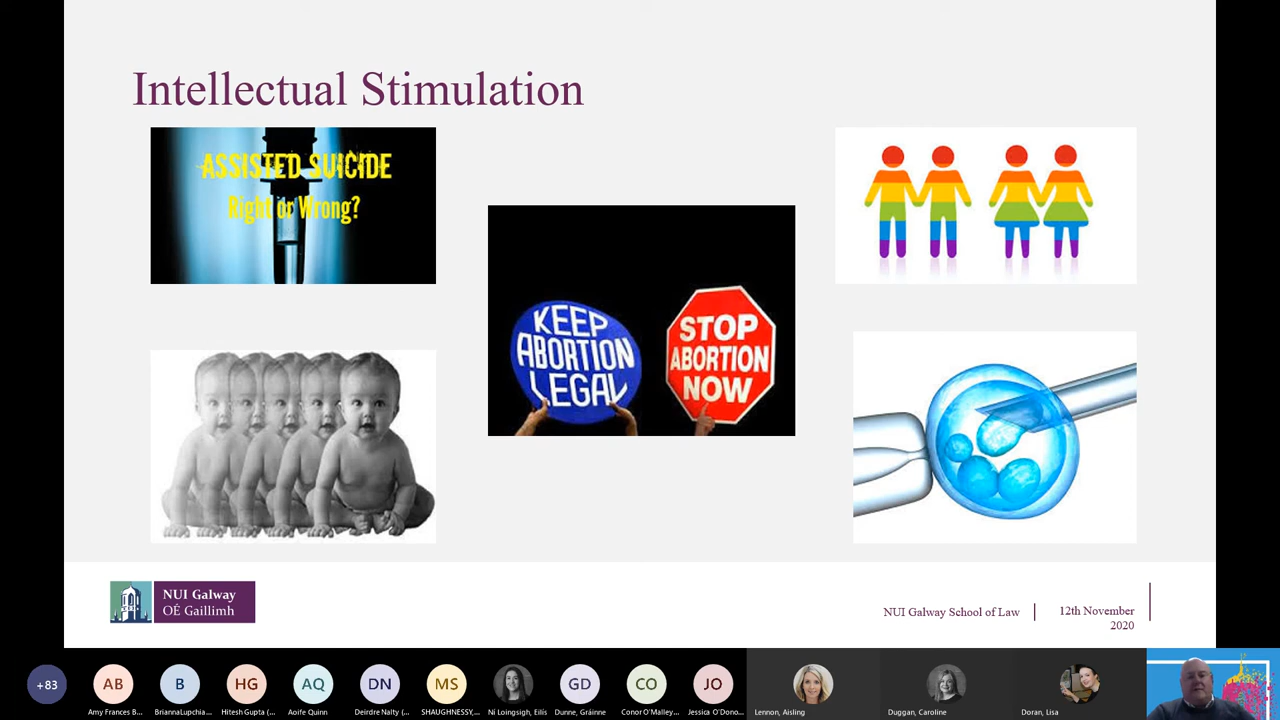 Intellectual Stimulation
ASSISTED SUICIDE
Right or Wrong?
KEEP
ABORTION
LEGAL
STOP
ABORTION
NOW
NUI Galway
OÉ Gaillimh
NUI Galway School of Law
12th November
2020
+83
AB
B
HG
AQ
DN
MS
GD
CO
JO
Amy Frances B...
BriannaLupchia...
Hitesh Gupta (...
Aoife Quinn
Deirdre Nalty (...
SHAUGHNESSY,...
Ní Loingsigh, Eilís
Dunne, Gráinne
Conor O'Malley...
Jessica O'Dono...
Lennon, Aisling
Duggan, Caroline
Doran, Lisa